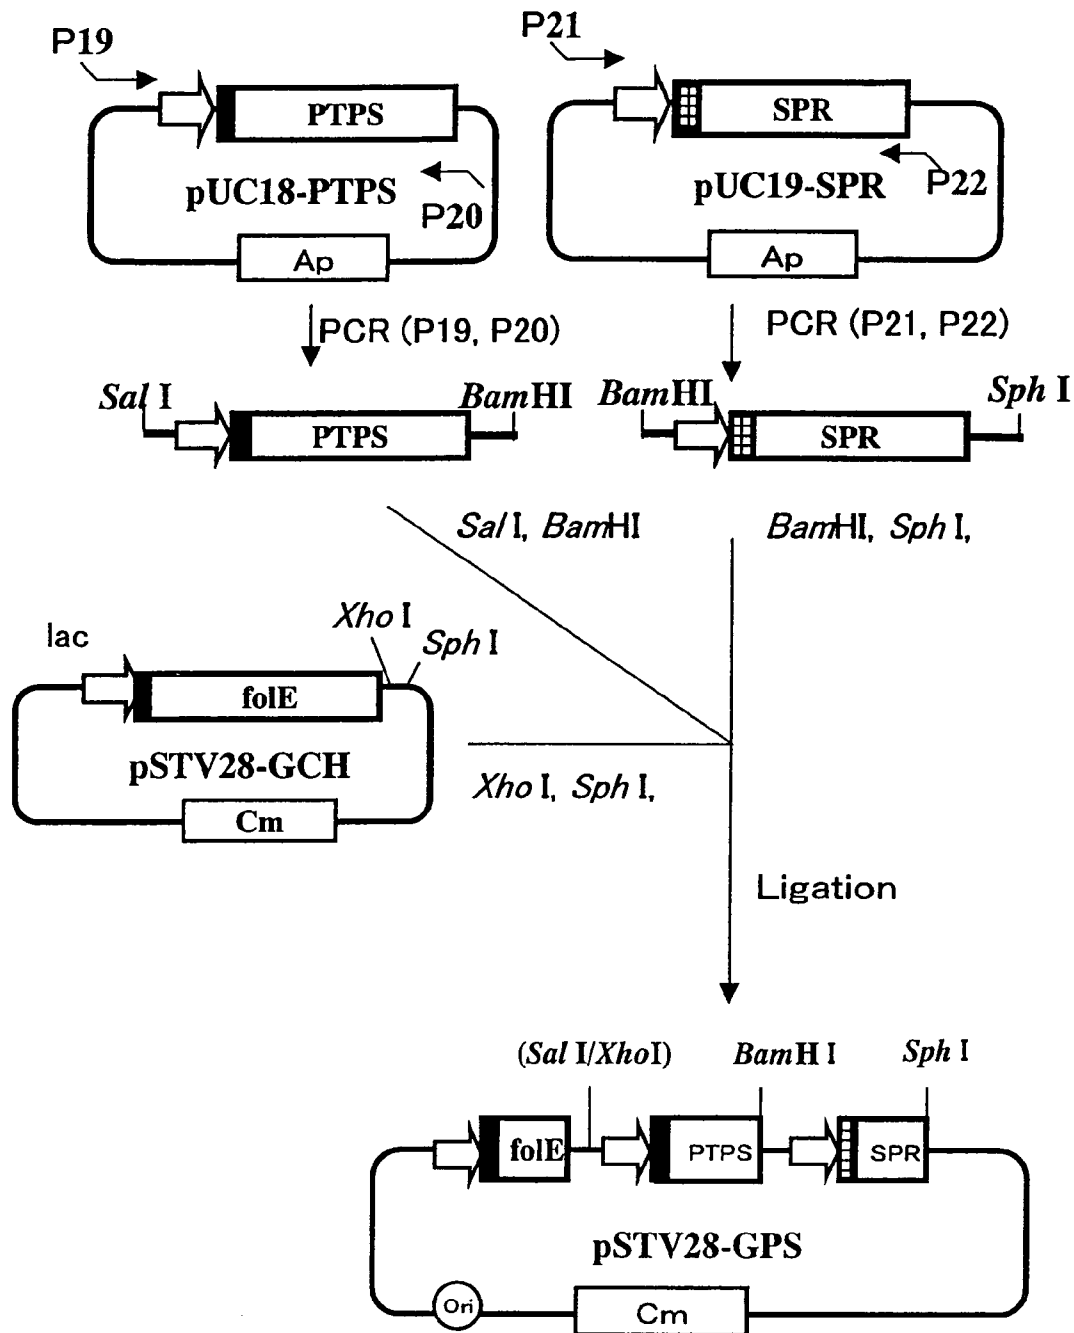 P19
P21
PTPS
SPR
pUC18-PTPS
P20
pUC19-SPR
P22
Ap
Ap
PCR (P19, P20)
PCR (P21, P22)
Sal I
BamHI
BamHI
Sph I
PTPS
SPR
Sal I, BamHI
BamHI, Sph I,
lac
Xho I
Sph I
folE
pSTV28-GCH
Cm
Xho I, Sph I,
Ligation
(Sal I/XhoI)
BamH I
Sph I
folE
PTPS
SPR
pSTV28-GPS
Ori
Cm